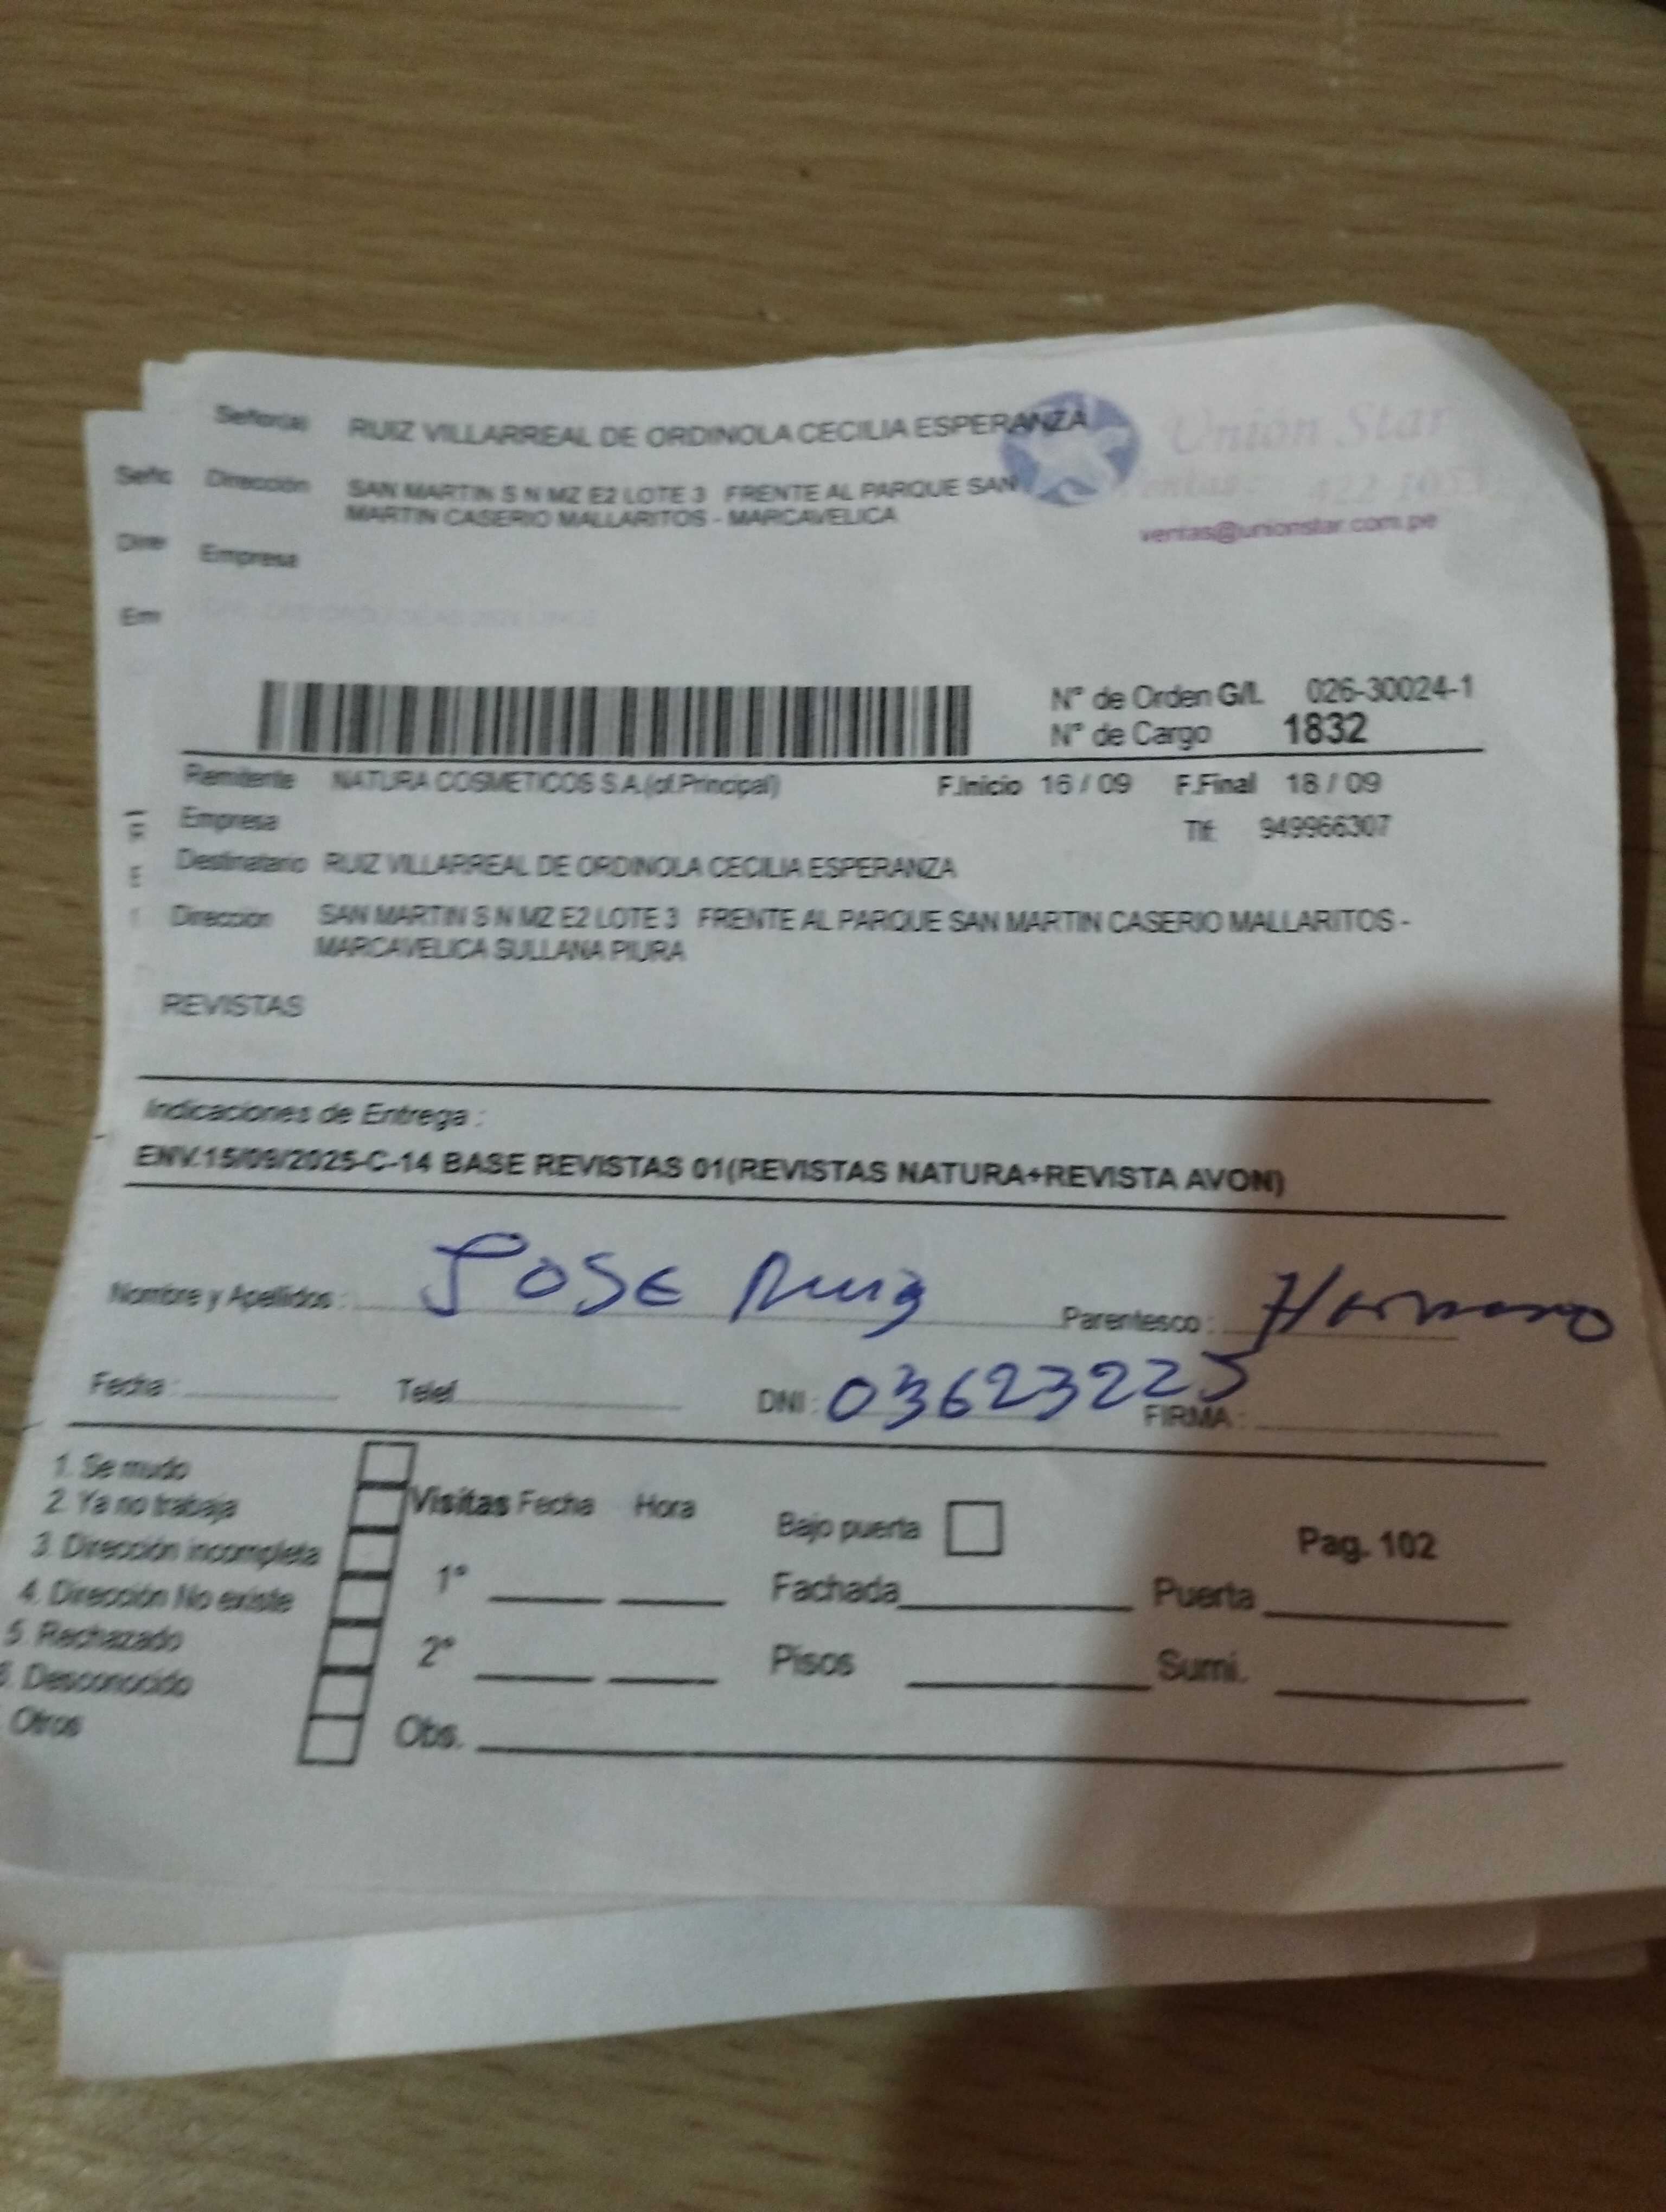 Señor(a) RUIZ VILLARREAL DE ORDINOLA CECILIA ESPERANZA
Unión Star
Seño Dirección SAN MARTIN S N MZ E2 LOTE 3 FRENTE AL PARQUE SAN
MARTIN CASERIO MALLARITOS - MARCAVELICA
ventas@unionstar.com.pe
Dire Empresa
Em
N° de Orden G/L 026-30024-1
N° de Cargo 1832
Remitente NATURA COSMETICOS S.A.(of.Principal) F.Inicio 16 / 09 F.Final 18 / 09
Empresa Tlf: 949966307
Destinatario RUIZ VILLARREAL DE ORDINOLA CECILIA ESPERANZA
Dirección SAN MARTIN S N MZ E2 LOTE 3 FRENTE AL PARQUE SAN MARTIN CASERIO MALLARITOS -
MARCAVELICA SULLANA PIURA
REVISTAS
Indicaciones de Entrega :
ENV.15/09/2025-C-14 BASE REVISTAS 01(REVISTAS NATURA+REVISTA AVON)
Nombre y Apellidos : JOSE Ruiz Parentesco : Hermano
Fecha : Telef. DNI : 03623225 FIRMA :
1. Se mudo
2. Ya no trabaja
3. Dirección incompleta
4. Dirección No existe
5. Rechazado
6. Desconocido
Otros
Visitas Fecha Hora
1°
2°
Obs.
Bajo puerta Pag. 102
Fachada Puerta
Pisos Sumi.